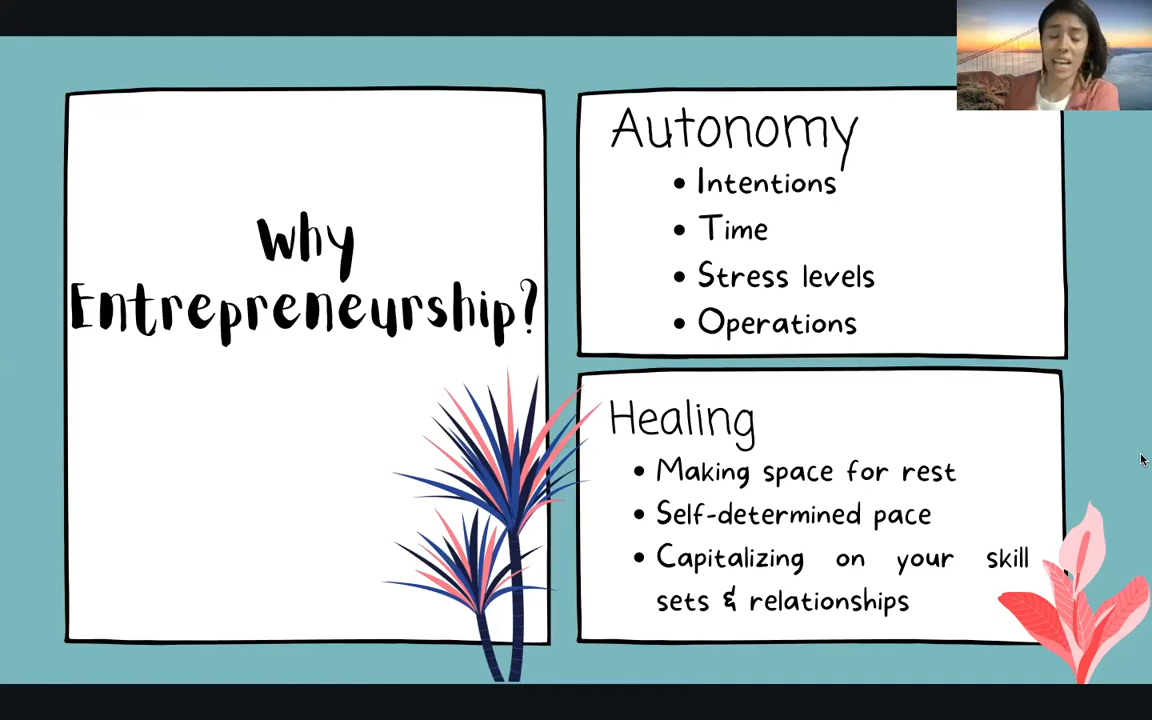 Why
Entrepreneurship?
Autonomy
• Intentions
• Time
• Stress levels
• Operations
Healing
• Making space for rest
• Self-determined pace
• Capitalizing on your skill
sets & relationships